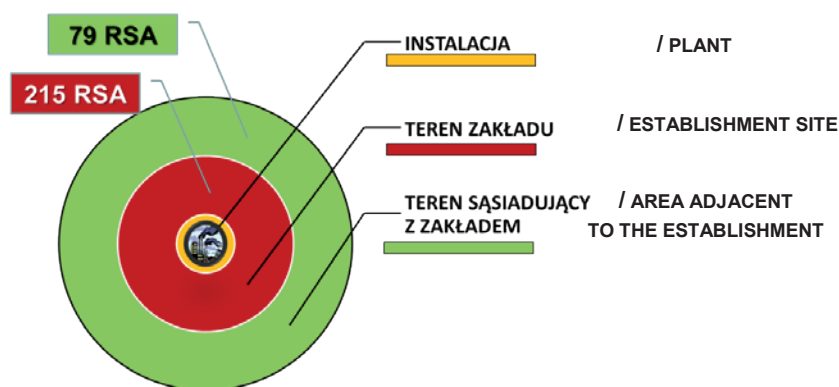 79 RSA
215 RSA
INSTALACJA / PLANT
TEREN ZAKŁADU / ESTABLISHMENT SITE
TEREN SĄSIADUJĄCY / AREA ADJACENT
Z ZAKŁADEM TO THE ESTABLISHMENT